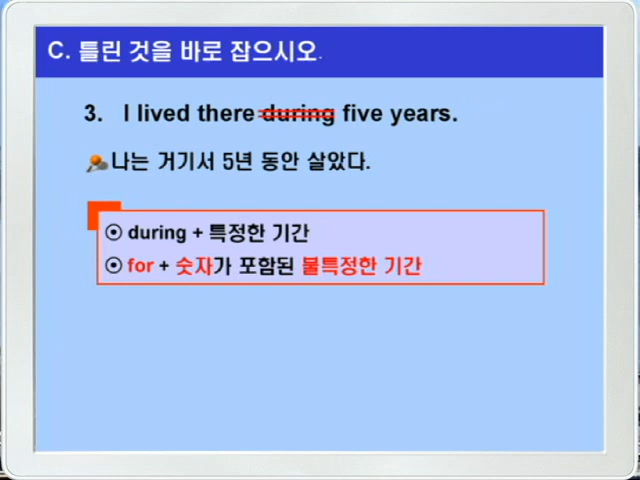 C. 틀린 것을 바로 잡으시오.
3. I lived there during five years.
나는 거기서 5년 동안 살았다.
⊙ during + 특정한 기간
⊙ for + 숫자가 포함된 불특정한 기간